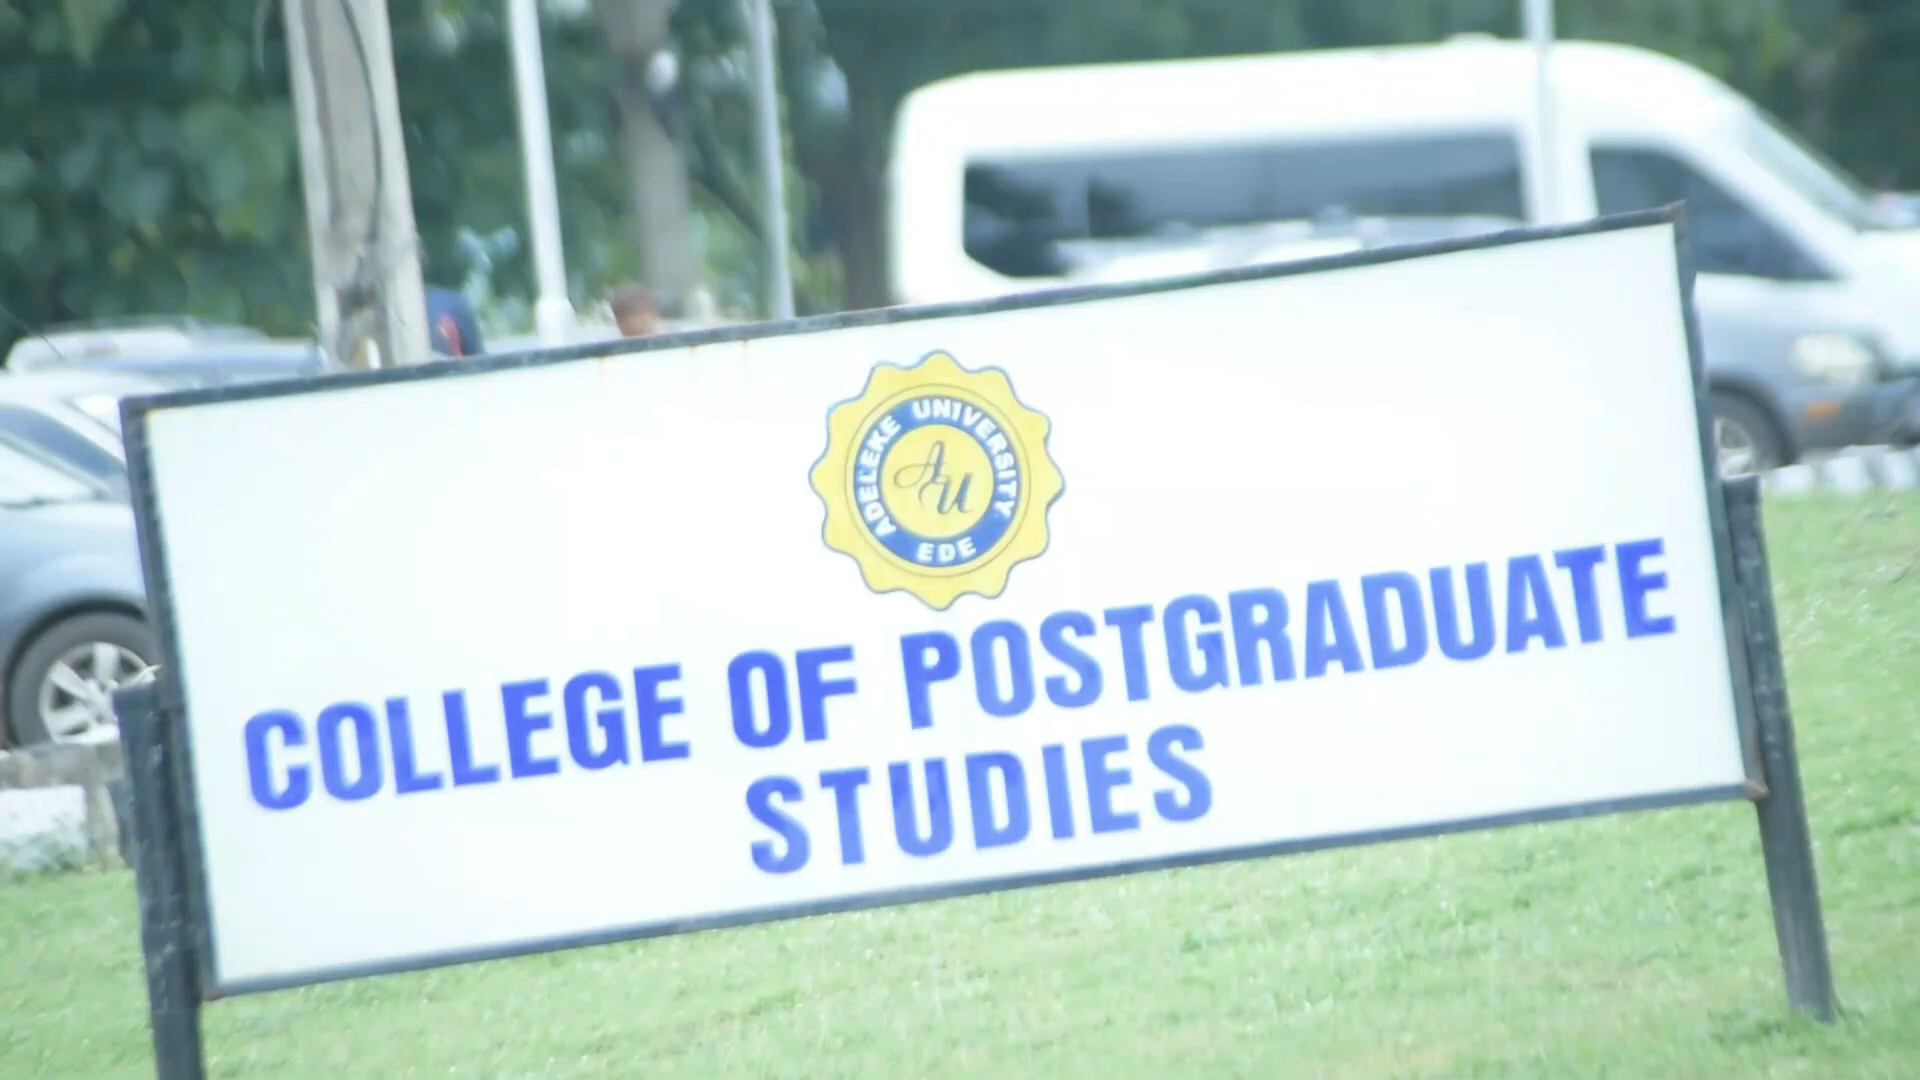 ADELEKE UNIVERSITY
AU
EDE
COLLEGE OF POSTGRADUATE
STUDIES